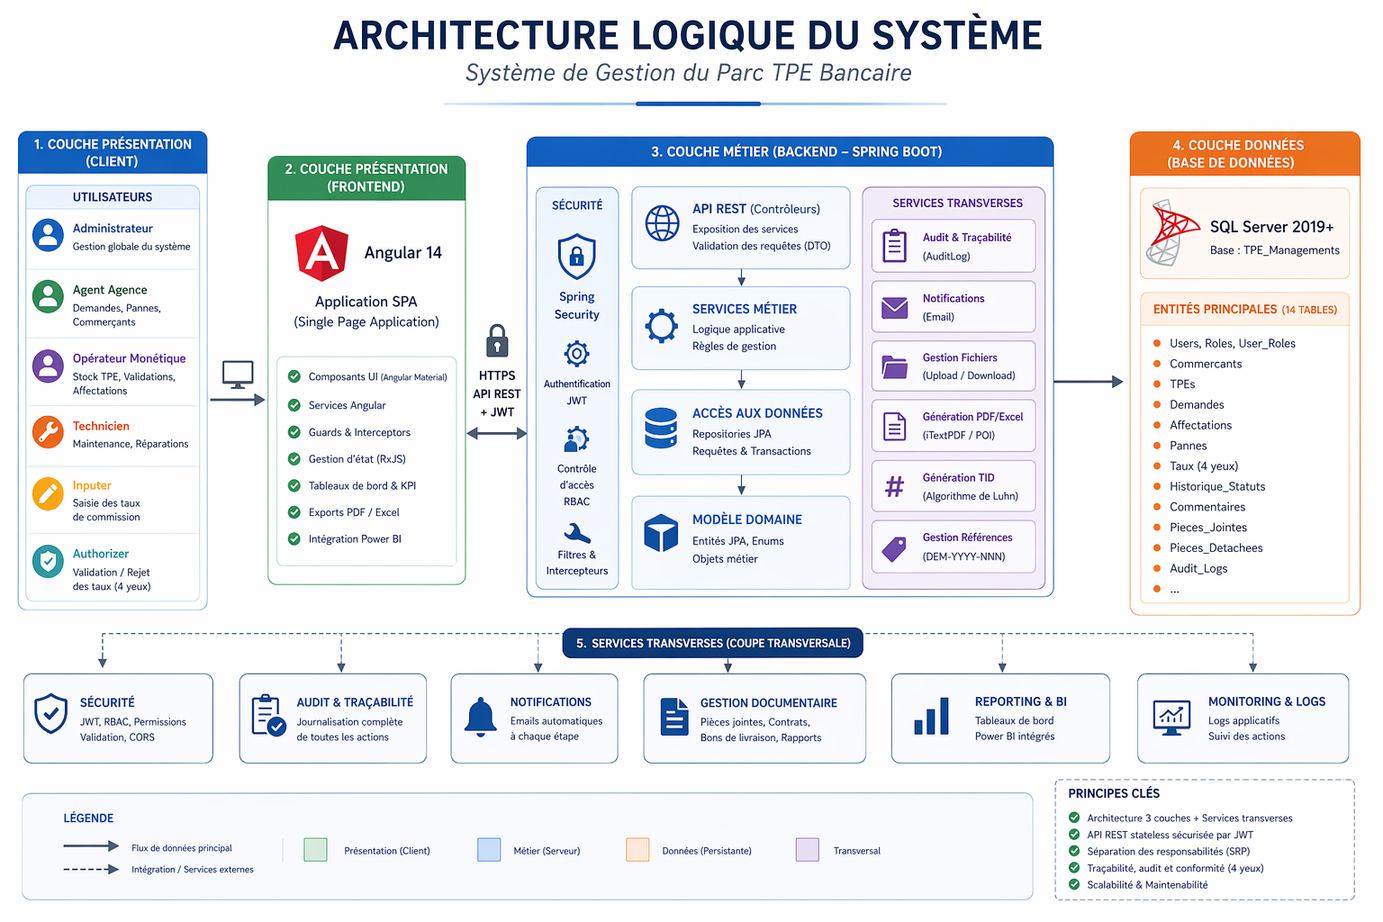 ARCHITECTURE LOGIQUE DU SYSTÈME
Système de Gestion du Parc TPE Bancaire
1. COUCHE PRÉSENTATION
(CLIENT)
UTILISATEURS
Administrateur
Gestion globale du système
Agent Agence
Demandes, Pannes,
Commerçants
Opérateur Monétique
Stock TPE, Validations,
Affectations
Technicien
Maintenance, Réparations
Inputer
Saisie des taux
de commission
Authorizer
Validation / Rejet
des taux (4 yeux)
2. COUCHE PRÉSENTATION
(FRONTEND)
A
Angular 14
Application SPA
(Single Page Application)
Composants UI (Angular Material)
Services Angular
Guards & Interceptors
Gestion d'état (RxJS)
Tableaux de bord & KPI
Exports PDF / Excel
Intégration Power BI
HTTPS
API REST
+ JWT
3. COUCHE MÉTIER (BACKEND – SPRING BOOT)
SÉCURITÉ
Spring
Security
Authentification
JWT
Contrôle
d'accès
RBAC
Filtres &
Intercepteurs
API REST (Contrôleurs)
Exposition des services
Validation des requêtes (DTO)
SERVICES MÉTIER
Logique applicative
Règles de gestion
ACCÈS AUX DONNÉES
Repositories JPA
Requêtes & Transactions
MODÈLE DOMAINE
Entités JPA, Enums
Objets métier
SERVICES TRANSVERSES
Audit & Traçabilité
(AuditLog)
Notifications
(Email)
Gestion Fichiers
(Upload / Download)
Génération PDF/Excel
(iTextPDF / POI)
#
Génération TID
(Algorithme de Luhn)
Gestion Références
(DEM-YYYY-NNN)
4. COUCHE DONNÉES
(BASE DE DONNÉES)
SQL Server 2019+
Base : TPE_Managements
ENTITÉS PRINCIPALES (14 TABLES)
Users, Roles, User_Roles
Commercants
TPEs
Demandes
Affectations
Pannes
Taux (4 yeux)
Historique_Statuts
Commentaires
Pieces_Jointes
Pieces_Detachees
Audit_Logs
...
5. SERVICES TRANSVERSES (COUPE TRANSVERSALE)
SÉCURITÉ
JWT, RBAC, Permissions
Validation, CORS
AUDIT & TRAÇABILITÉ
Journalisation complète
de toutes les actions
NOTIFICATIONS
Emails automatiques
à chaque étape
GESTION DOCUMENTAIRE
Pièces jointes, Contrats,
Bons de livraison, Rapports
REPORTING & BI
Tableaux de bord
Power BI intégrés
MONITORING & LOGS
Logs applicatifs
Suivi des actions
LÉGENDE
Flux de données principal
Intégration / Services externes
Présentation (Client)
Métier (Serveur)
Données (Persistante)
Transversal
PRINCIPES CLÉS
Architecture 3 couches + Services transverses
API REST stateless sécurisée par JWT
Séparation des responsabilités (SRP)
Traçabilité, audit et conformité (4 yeux)
Scalabilité & Maintenabilité